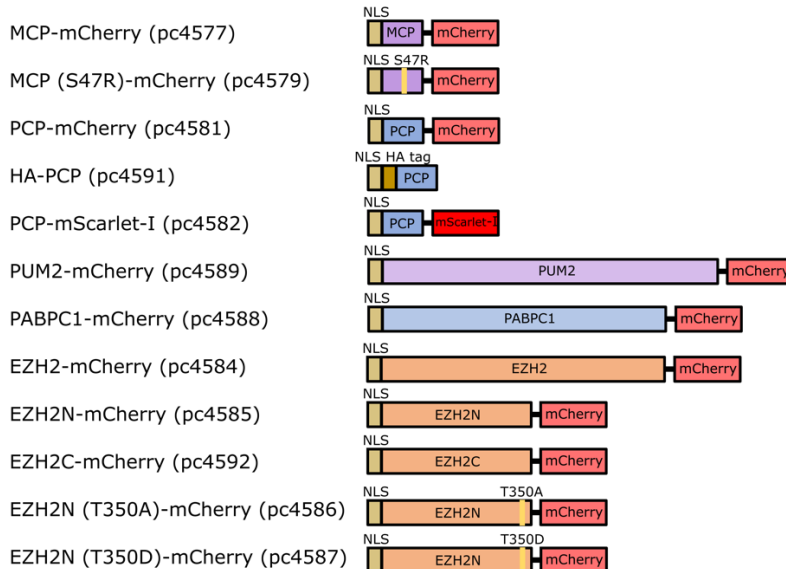 NLS
MCP-mCherry (pc4577) MCP mCherry
NLS S47R
MCP (S47R)-mCherry (pc4579) mCherry
NLS
PCP-mCherry (pc4581) PCP mCherry
NLS HA tag
HA-PCP (pc4591) PCP
NLS
PCP-mScarlet-I (pc4582) PCP mScarlet-I
NLS
PUM2-mCherry (pc4589) PUM2 mCherry
NLS
PABPC1-mCherry (pc4588) PABPC1 mCherry
NLS
EZH2-mCherry (pc4584) EZH2 mCherry
NLS
EZH2N-mCherry (pc4585) EZH2N mCherry
NLS
EZH2C-mCherry (pc4592) EZH2C mCherry
NLS T350A
EZH2N (T350A)-mCherry (pc4586) EZH2N mCherry
NLS T350D
EZH2N (T350D)-mCherry (pc4587) EZH2N mCherry